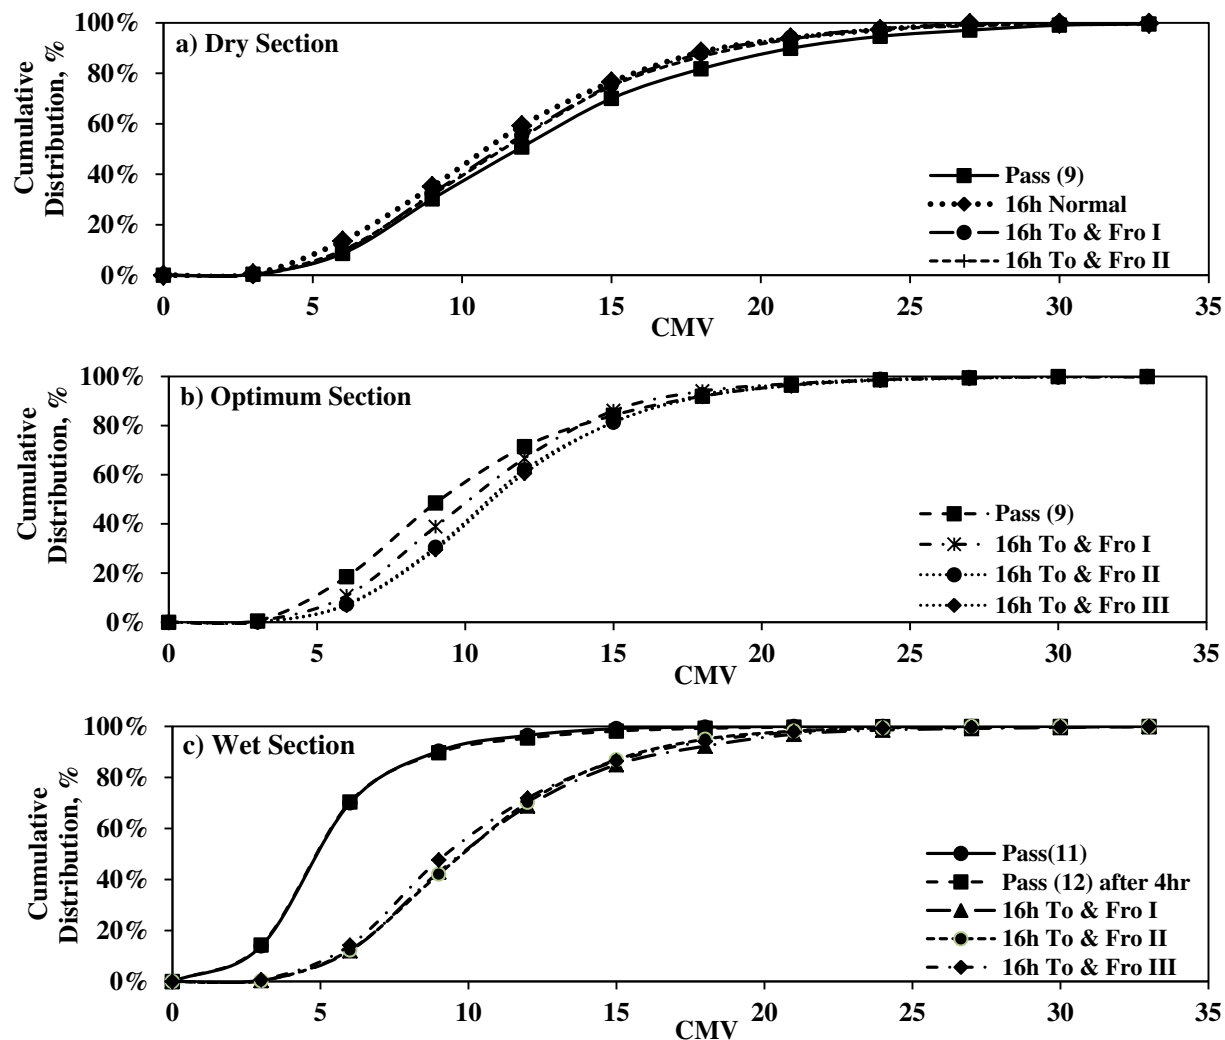 a) Dry Section
Cumulative
Distribution, %
100%
80%
60%
40%
20%
0%
Pass (9)
16h Normal
16h To & Fro I
16h To & Fro II
0 5 10 15 20 25 30 35
CMV
b) Optimum Section
Cumulative
Distribution, %
100%
80%
60%
40%
20%
0%
Pass (9)
16h To & Fro I
16h To & Fro II
16h To & Fro III
0 5 10 15 20 25 30 35
CMV
c) Wet Section
Cumulative
Distribution, %
100%
80%
60%
40%
20%
0%
Pass(11)
Pass (12) after 4hr
16h To & Fro I
16h To & Fro II
16h To & Fro III
0 5 10 15 20 25 30 35
CMV